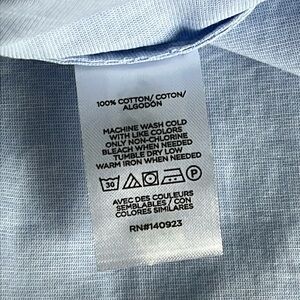 100% COTTON/ COTON/
ALGODÓN
MACHINE WASH COLD
WITH LIKE COLORS
ONLY NON-CHLORINE
BLEACH WHEN NEEDED
TUMBLE DRY LOW
WARM IRON WHEN NEEDED
30 P
AVEC DES COULEURS
SEMBLABLES / CON
COLORES SIMILARES
RN#140923